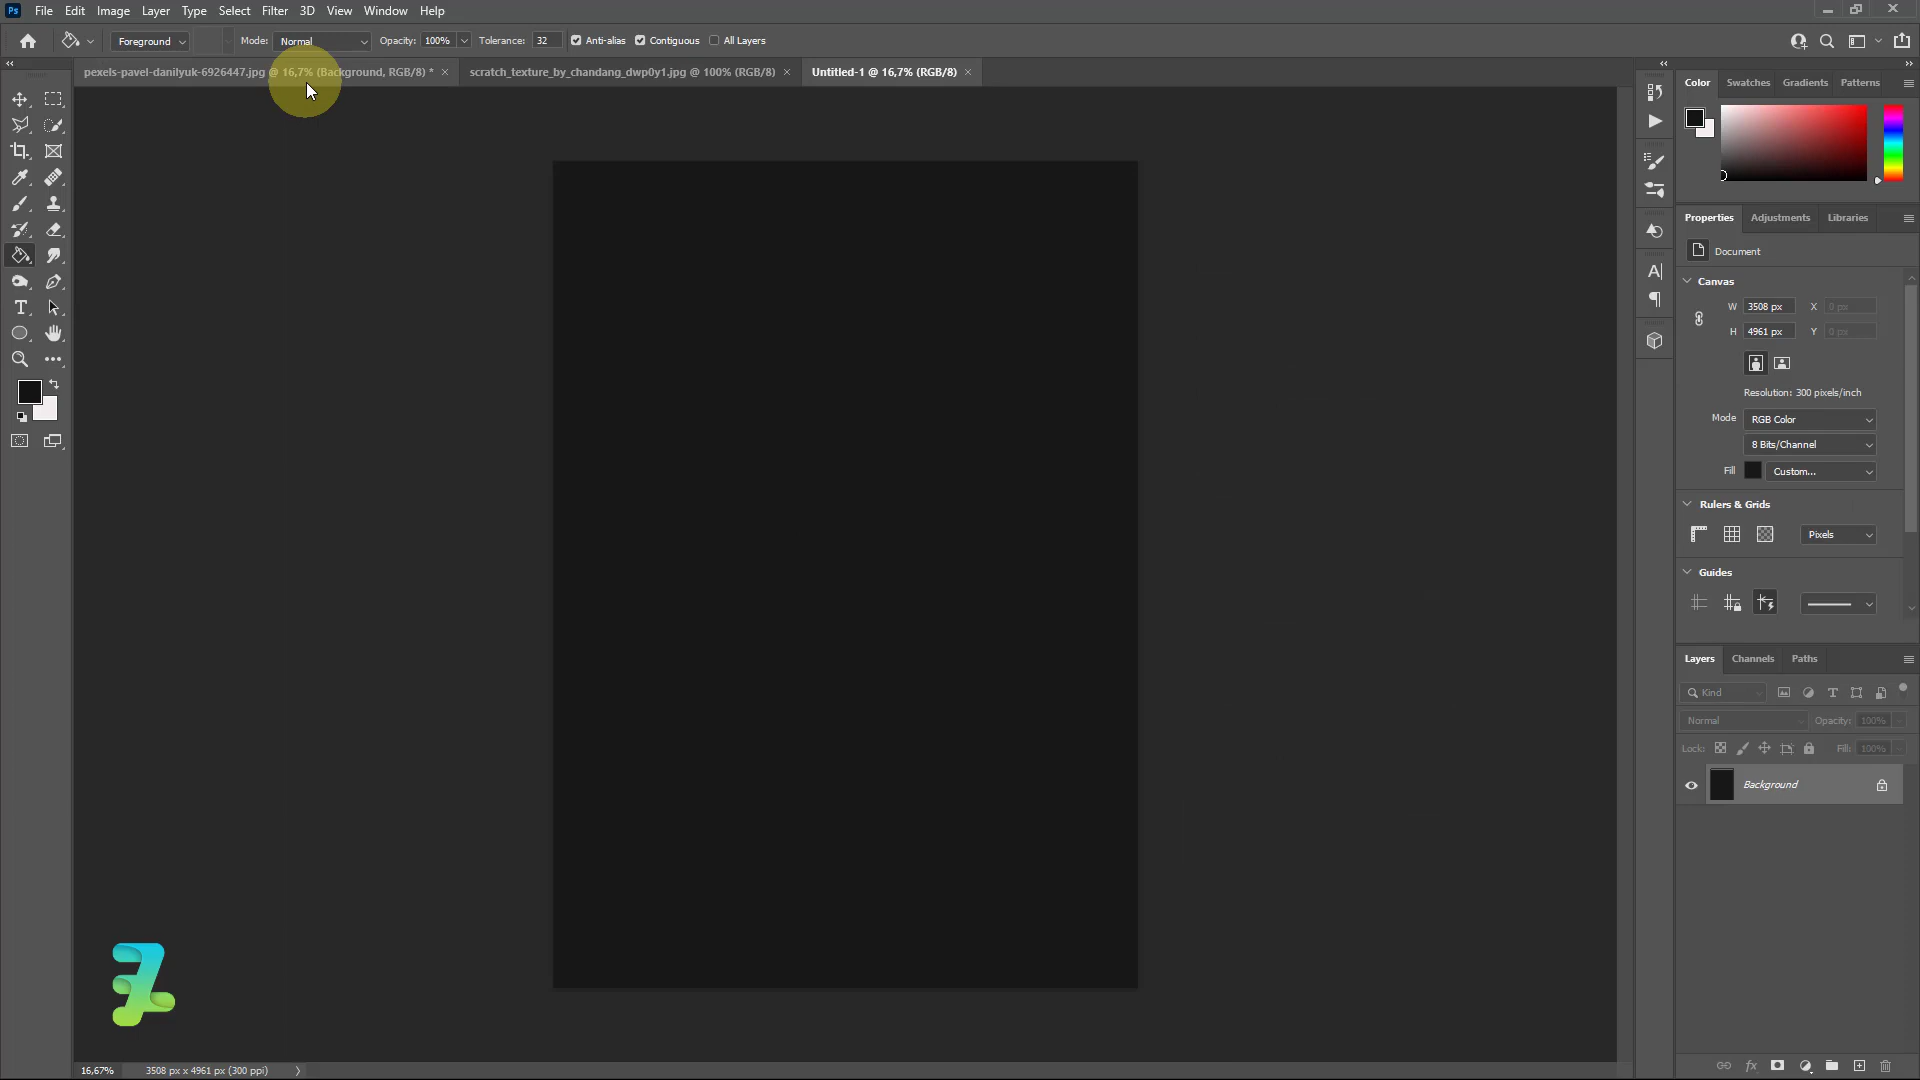 Ps File Edit Image Layer Type Select Filter 3D View Window Help
Foreground Mode: Normal Opacity: 100% Tolerance: 32 Anti-alias Contiguous All Layers
pexels-pavel-danilyuk-6926447.jpg @ 16,7% (Background, RGB/8) * scratch_texture_by_chandang_dwp0y1.jpg @ 100% (RGB/8) Untitled-1 @ 16,7% (RGB/8)
Color Swatches Gradients Patterns
Properties Adjustments Libraries
Document
Canvas
W 3508 px X 0 px
H 4961 px Y 0 px
Resolution: 300 pixels/inch
Mode RGB Color
8 Bits/Channel
Fill Custom...
Rulers & Grids
Pixels
Guides
Layers Channels Paths
Kind
Normal Opacity: 100%
Lock: Fill: 100%
Background
16,67% 3508 px x 4961 px (300 ppi)